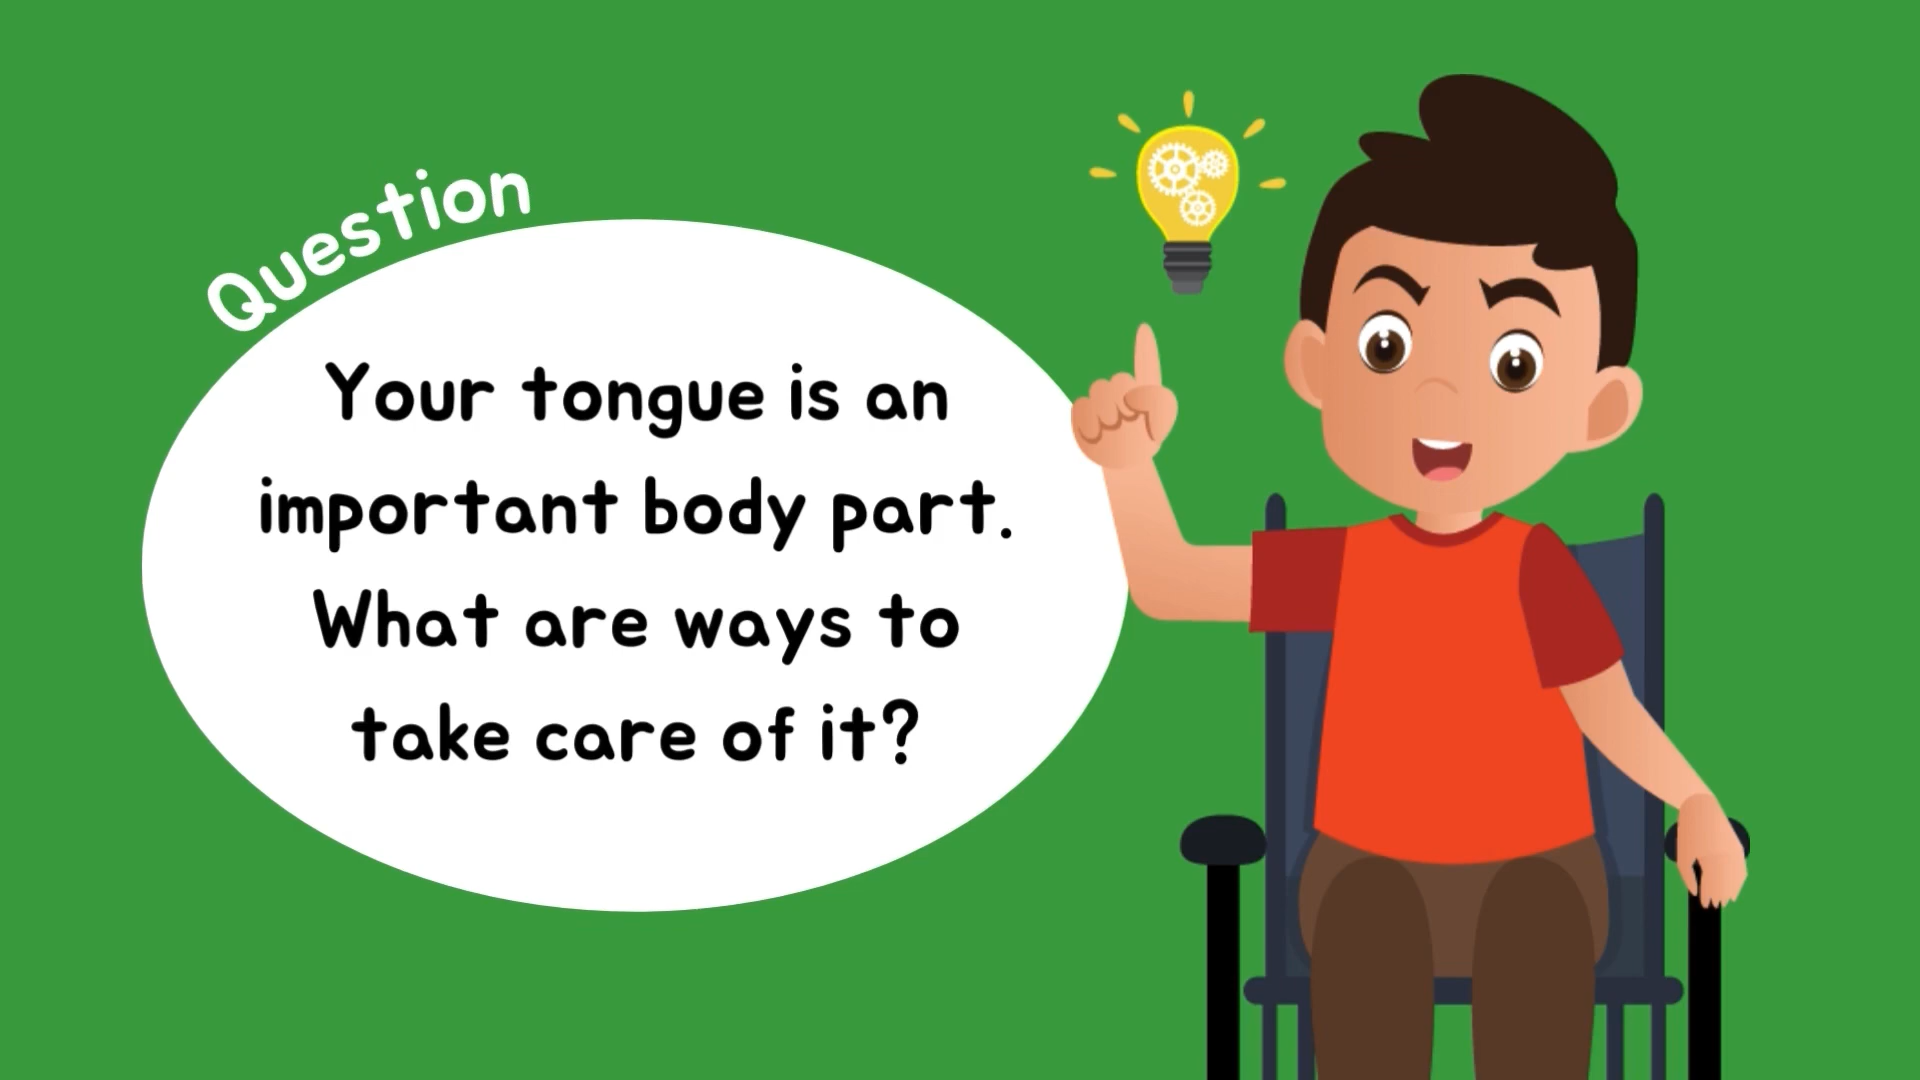 Question
Your tongue is an
important body part.
What are ways to
take care of it?